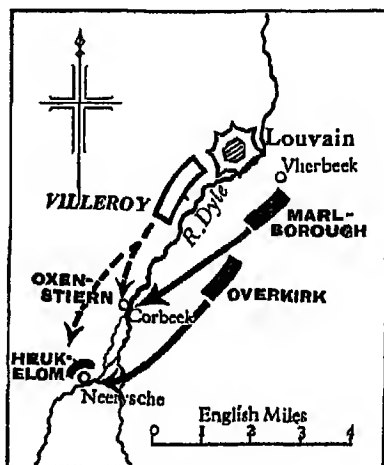 Louvain
Vlierbeek
VILLEROY
R. Dyle
MARL-
BOROUGH
OXEN-
STIERN
OVERKIRK
Corbeek
HEUK-
ELOM
Neerysche
English Miles
0 1 2 3 4